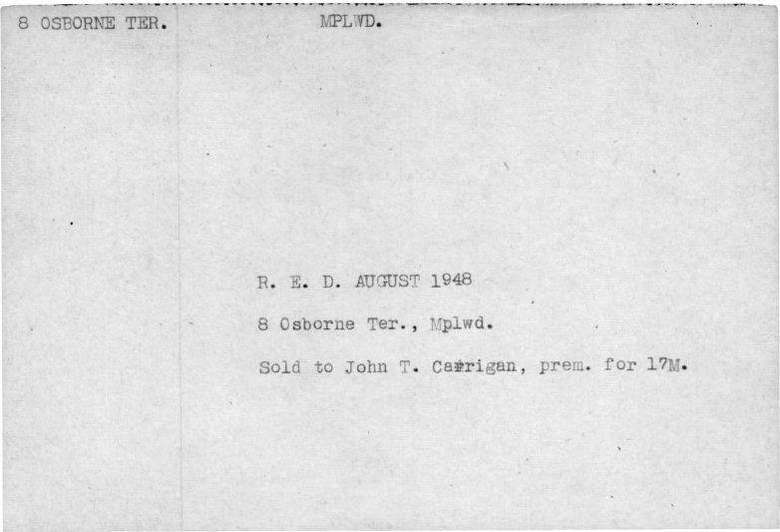 8 OSBORNE TER. MPLWD.
R. E. D. AUGUST 1948
8 Osborne Ter., Mplwd.
Sold to John T. Carrigan, prem. for 17M.